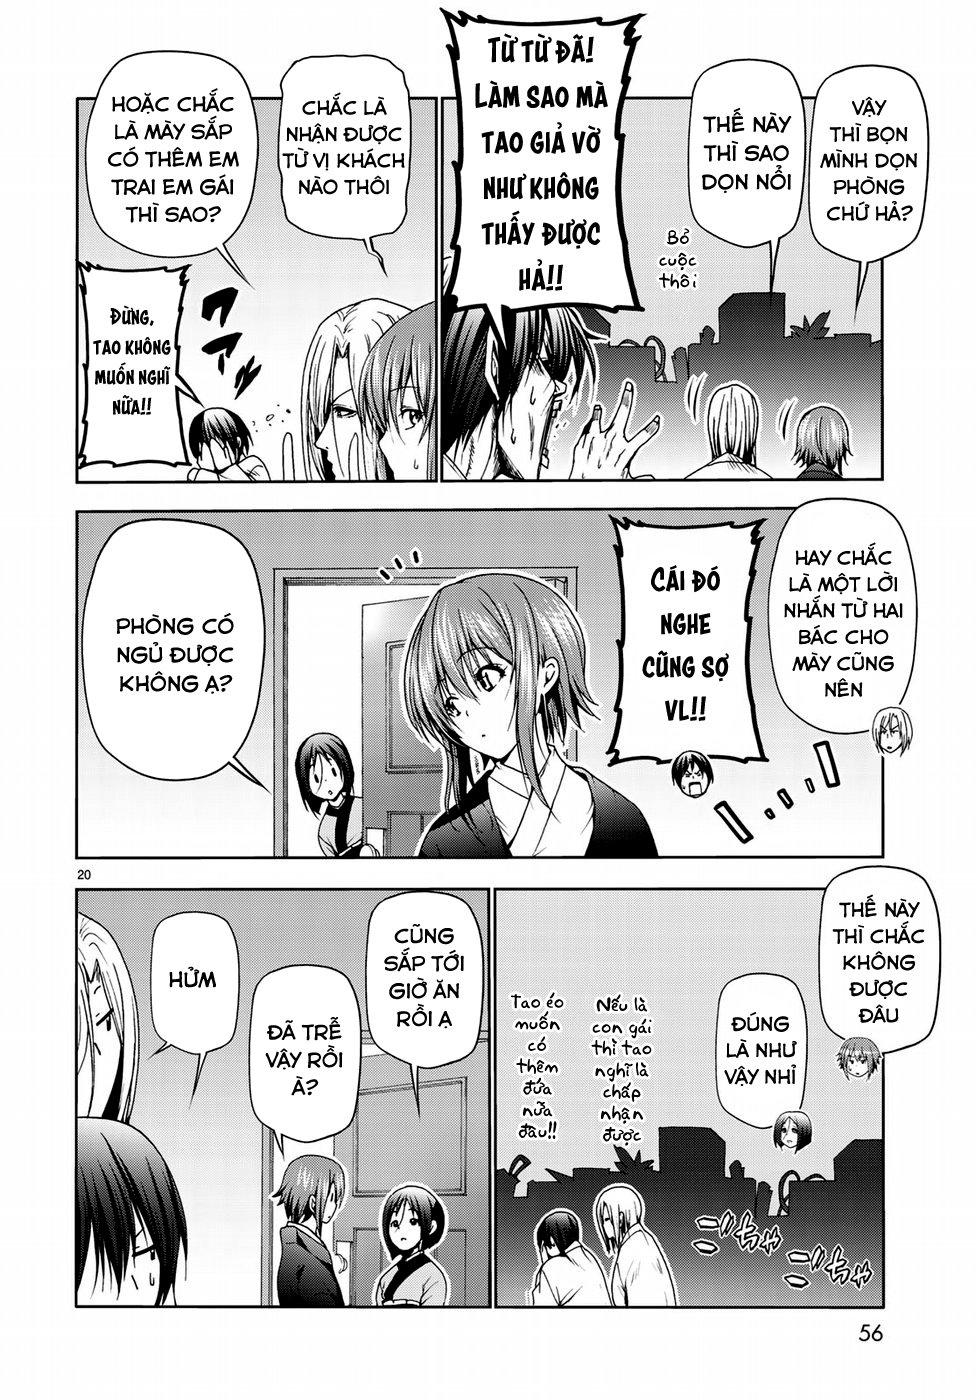 VẬY
THÌ BỌN
MÌNH DỌN
PHÒNG
CHỨ HẢ?
THẾ NÀY
THÌ SAO
DỌN NỔI
Bỏ
cuộc
thôi
TỪ TỪ ĐÃ!
LÀM SAO MÀ
TAO GIẢ VỜ
NHƯ KHÔNG
THẤY ĐƯỢC
HẢ!!
CHẮC LÀ
NHẬN ĐƯỢC
TỪ VỊ KHÁCH
NÀO THÔI
HOẶC CHẮC
LÀ MÀY SẮP
CÓ THÊM EM
TRAI EM GÁI
THÌ SAO?
ĐỪNG,
TAO KHÔNG
MUỐN NGHĨ
NỮA!!
HAY CHẮC
LÀ MỘT LỜI
NHẮN TỪ HAI
BÁC CHO
MÀY CŨNG
NÊN
CÁI ĐÓ
NGHE
CŨNG SỢ
VL!!
PHÒNG CÓ
NGỦ ĐƯỢC
KHÔNG Ạ?
20
THẾ NÀY
THÌ CHẮC
KHÔNG
ĐƯỢC
ĐÂU
ĐÚNG
LÀ NHƯ
VẬY NHỈ
Nếu là
con gái
thì tao
nghĩ là
chấp
nhận
được
Tao éo
muốn
có
thêm
đứa
nữa
đâu!!
ごちゃ
ごちゃ
CŨNG
SẮP TỚI
GIỜ ĂN
RỒI Ạ
ĐÃ TRỄ
VẬY RỒI
À?
HỬM
56